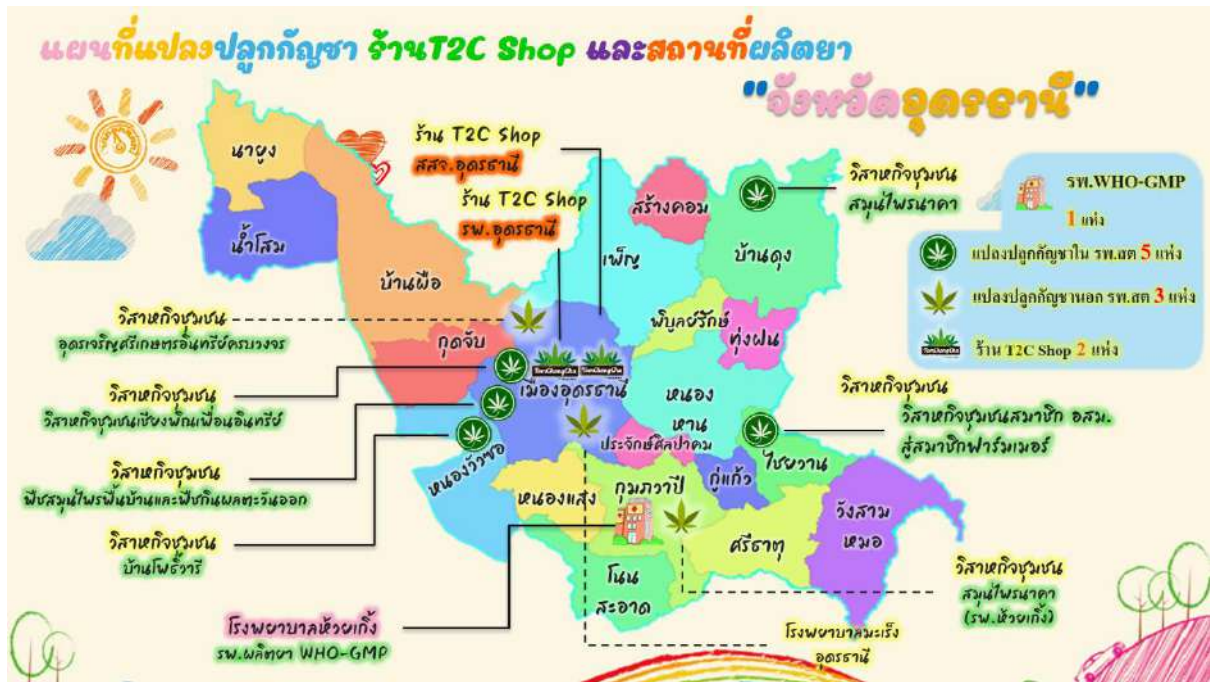 แผนที่แปลงปลูกกัญชา ร้านT2C Shop และสถานที่ผลิตยา
"จังหวัดอุดรธานี"
นายูง
น้ำโสม
บ้านผือ
กุดจับ
เพ็ญ
สร้างคอม
บ้านดุง
พิบูลย์รักษ์
ทุ่งฝน
เมืองอุดรธานี
หนอง
หาน
ประจักษ์ศิลปาคม
กู่แก้ว
ไชยวาน
หนองวัวซอ
หนองแสง
กุมภวาปี
ศรีธาตุ
วังสาม
หมอ
โนน
สะอาด
ร้าน T2C Shop
สสจ.อุดรธานี
ร้าน T2C Shop
รพ.อุดรธานี
วิสาหกิจชุมชน
อุดรเจริญศรีเกษตรอินทรีย์ครบวงจร
วิสาหกิจชุมชน
วิสาหกิจชุมชนเชียงพิณเพื่อนอินทรีย์
วิสาหกิจชุมชน
พืชสมุนไพรพื้นบ้านและพืชกินผลตะวันออก
วิสาหกิจชุมชน
บ้านโพธิ์วารี
โรงพยาบาลห้วยเกิ้ง
รพ.ผลิตยา WHO-GMP
วิสาหกิจชุมชน
สมุนไพรนาคา
รพ.WHO-GMP
1 แห่ง
แปลงปลูกกัญชาใน รพ.สต 5 แห่ง
แปลงปลูกกัญชานอก รพ.สต 3 แห่ง
ร้าน T2C Shop 2 แห่ง
วิสาหกิจชุมชน
วิสาหกิจชุมชนสมาชิก อสม.
สู่สมาชิกฟาร์มเมอร์
วิสาหกิจชุมชน
สมุนไพรนาคา
(รพ.ห้วยเกิ้ง)
โรงพยาบาลมะเร็ง
อุดรธานี